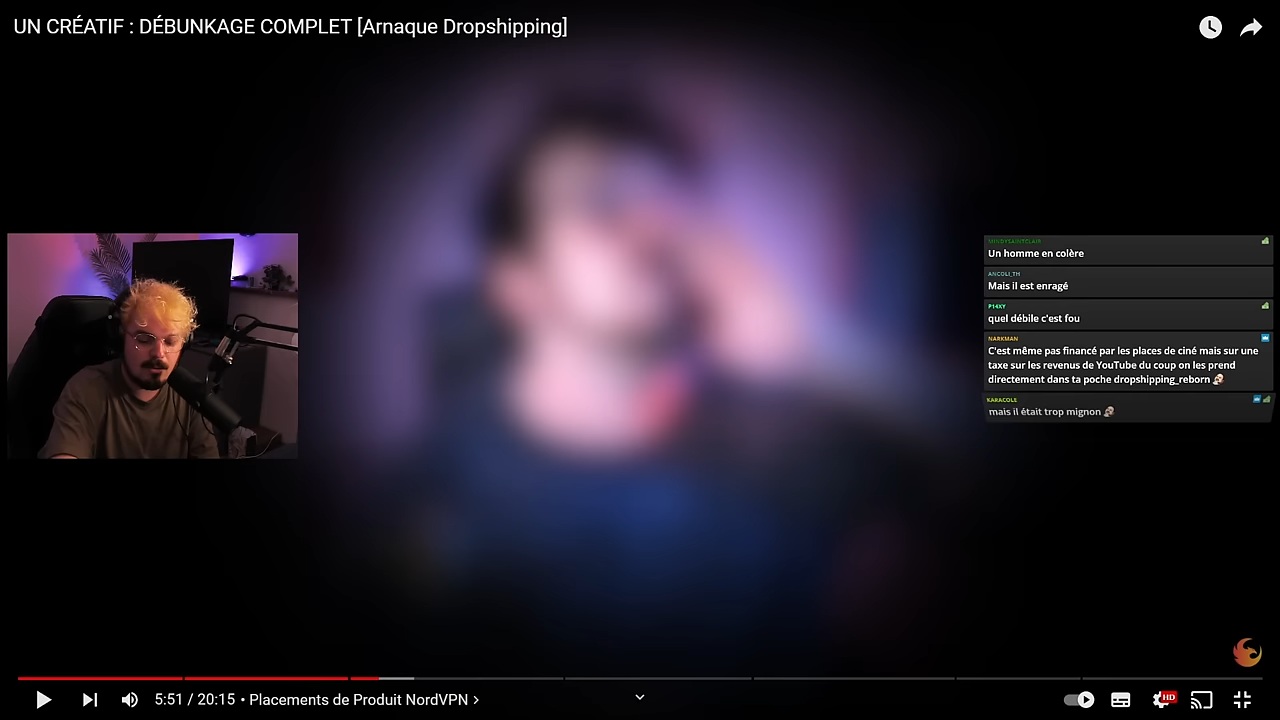 UN CRÉATIF : DÉBUNKAGE COMPLET [Arnaque Dropshipping]
Un homme en colère
ANCOLI_TH
Mais il est enragé
P14XY
quel débile c'est fou
NARKMAN
C'est même pas financé par les places de ciné mais sur une
taxe sur les revenus de YouTube du coup on les prend
directement dans ta poche dropshipping_reborn
KARACOLE
mais il était trop mignon
5:51 / 20:15 • Placements de Produit NordVPN
HD